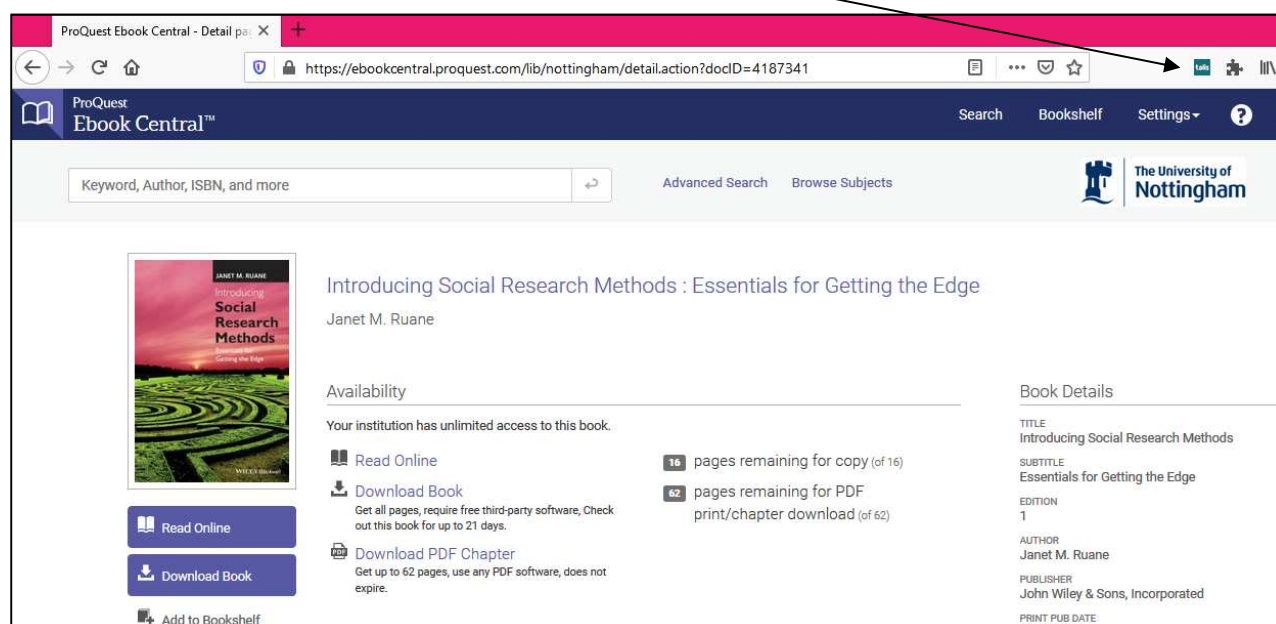 ProQuest Ebook Central - Detail pa
https://ebookcentral.proquest.com/lib/nottingham/detail.action?docID=4187341
talis
ProQuest
Ebook Central™
Search
Bookshelf
Settings
?
Keyword, Author, ISBN, and more
Advanced Search
Browse Subjects
The University of
Nottingham
JANET M. RUANE
Introducing
Social
Research
Methods
Essentials for
Getting the Edge
WILEY Blackwell
Introducing Social Research Methods : Essentials for Getting the Edge
Janet M. Ruane
Availability
Your institution has unlimited access to this book.
Read Online
Download Book
Get all pages, require free third-party software, Check
out this book for up to 21 days.
PDF
Download PDF Chapter
Get up to 62 pages, use any PDF software, does not
expire.
16 pages remaining for copy (of 16)
62 pages remaining for PDF
print/chapter download (of 62)
Read Online
Download Book
Add to Bookshelf
Book Details
TITLE
Introducing Social Research Methods
SUBTITLE
Essentials for Getting the Edge
EDITION
1
AUTHOR
Janet M. Ruane
PUBLISHER
John Wiley & Sons, Incorporated
PRINT PUB DATE